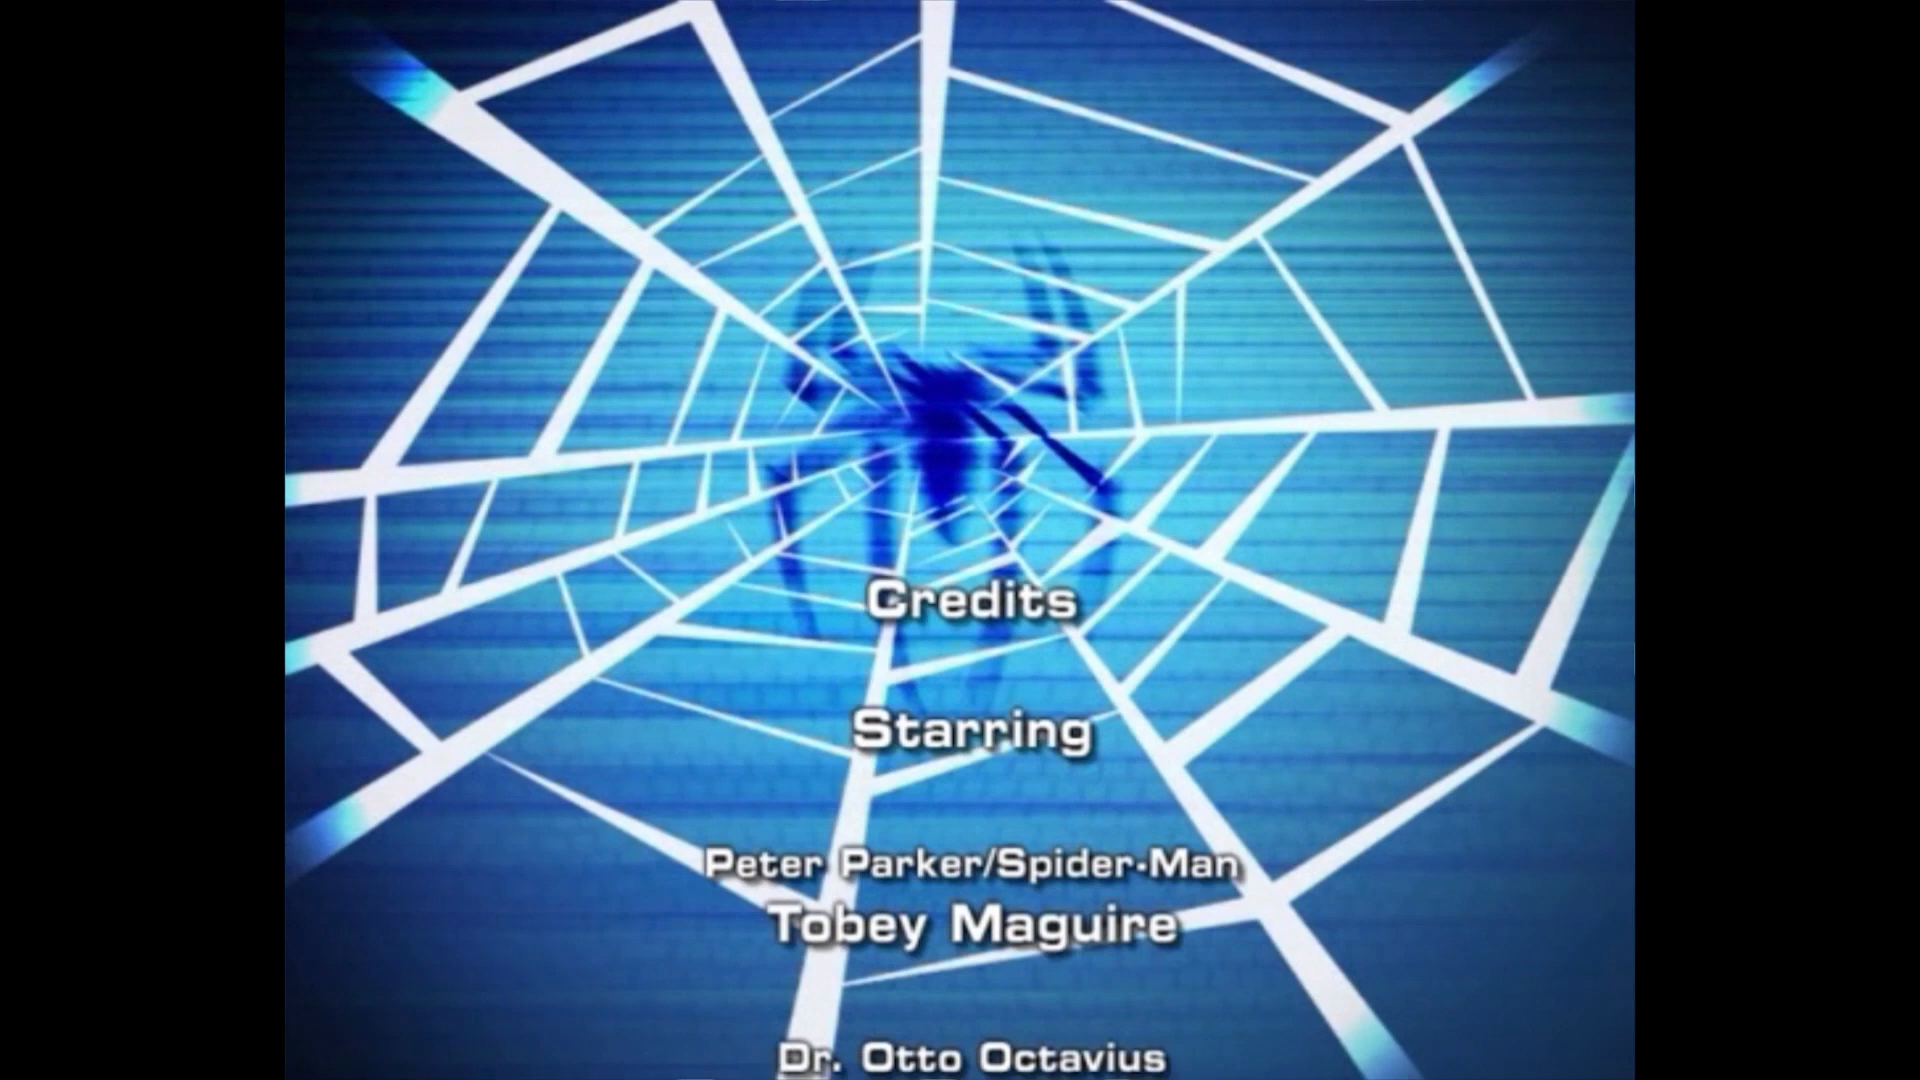 Credits
Starring
Peter Parker/Spider-Man
Tobey Maguire
Dr. Otto Octavius